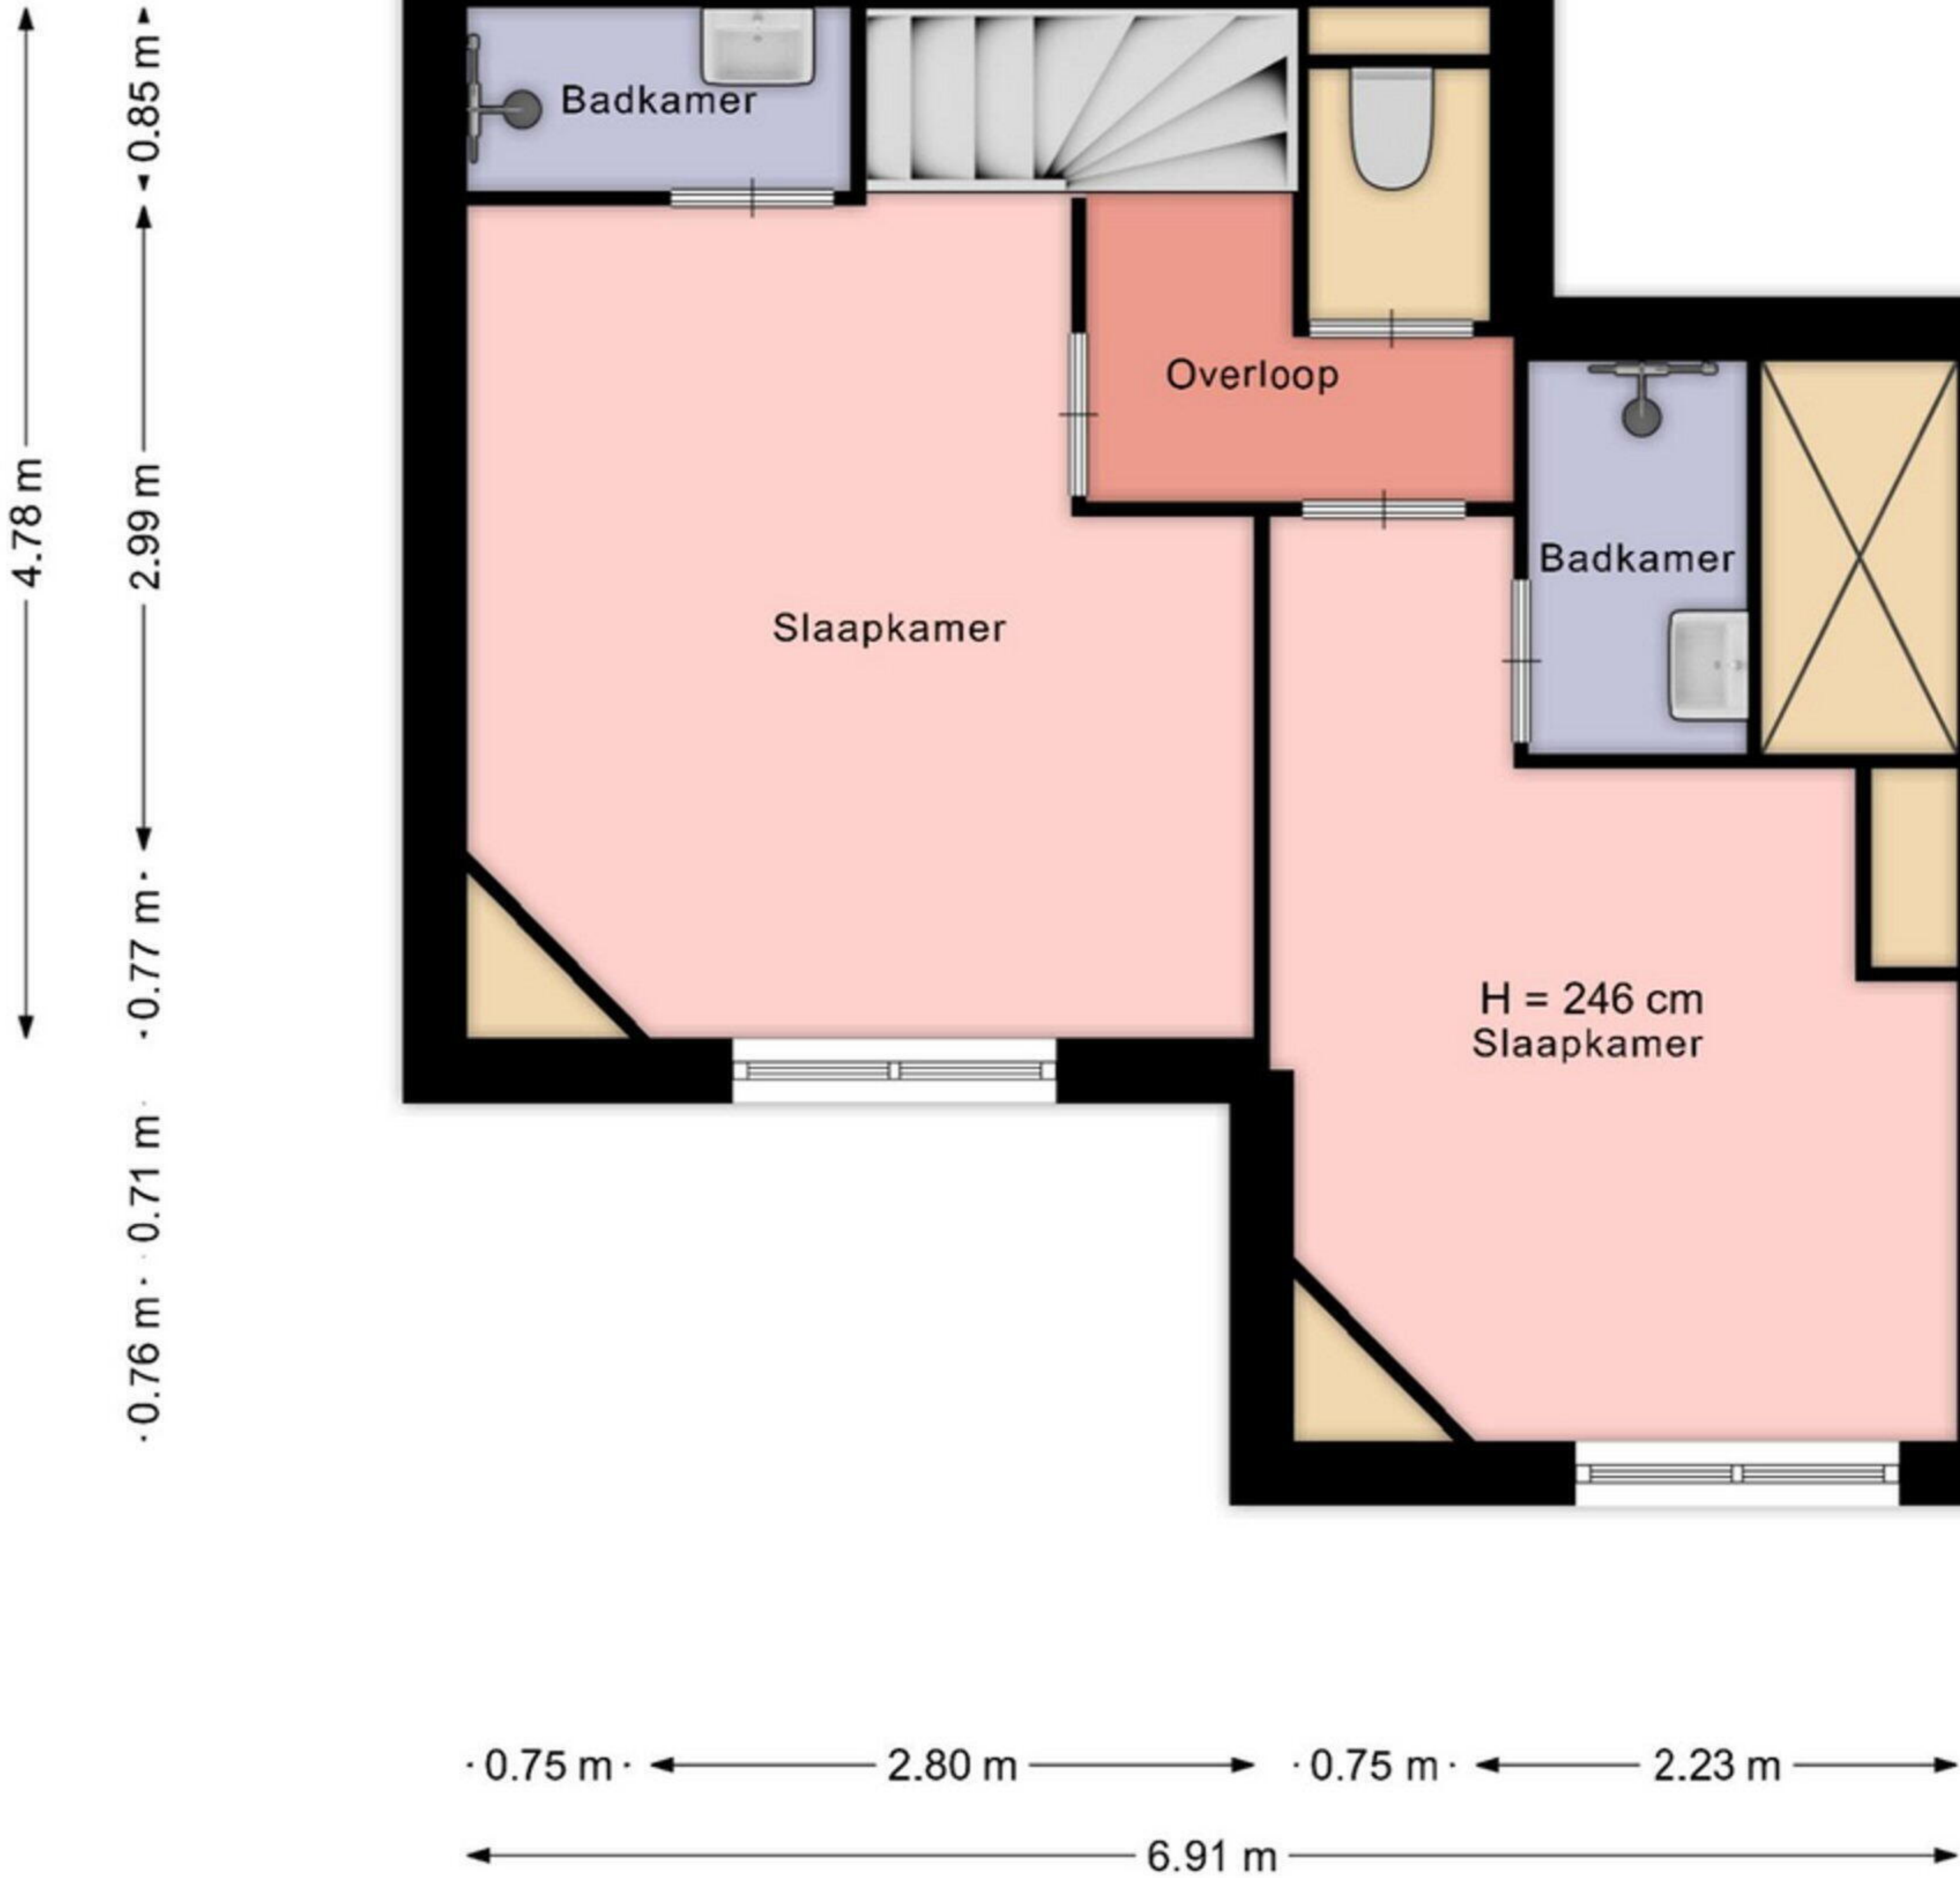 Badkamer
0.85 m
Overloop
4.78 m
2.99 m
Badkamer
Slaapkamer
0.77 m
H = 246 cm
Slaapkamer
0.71 m
0.76 m
0.75 m
2.80 m
0.75 m
2.23 m
6.91 m